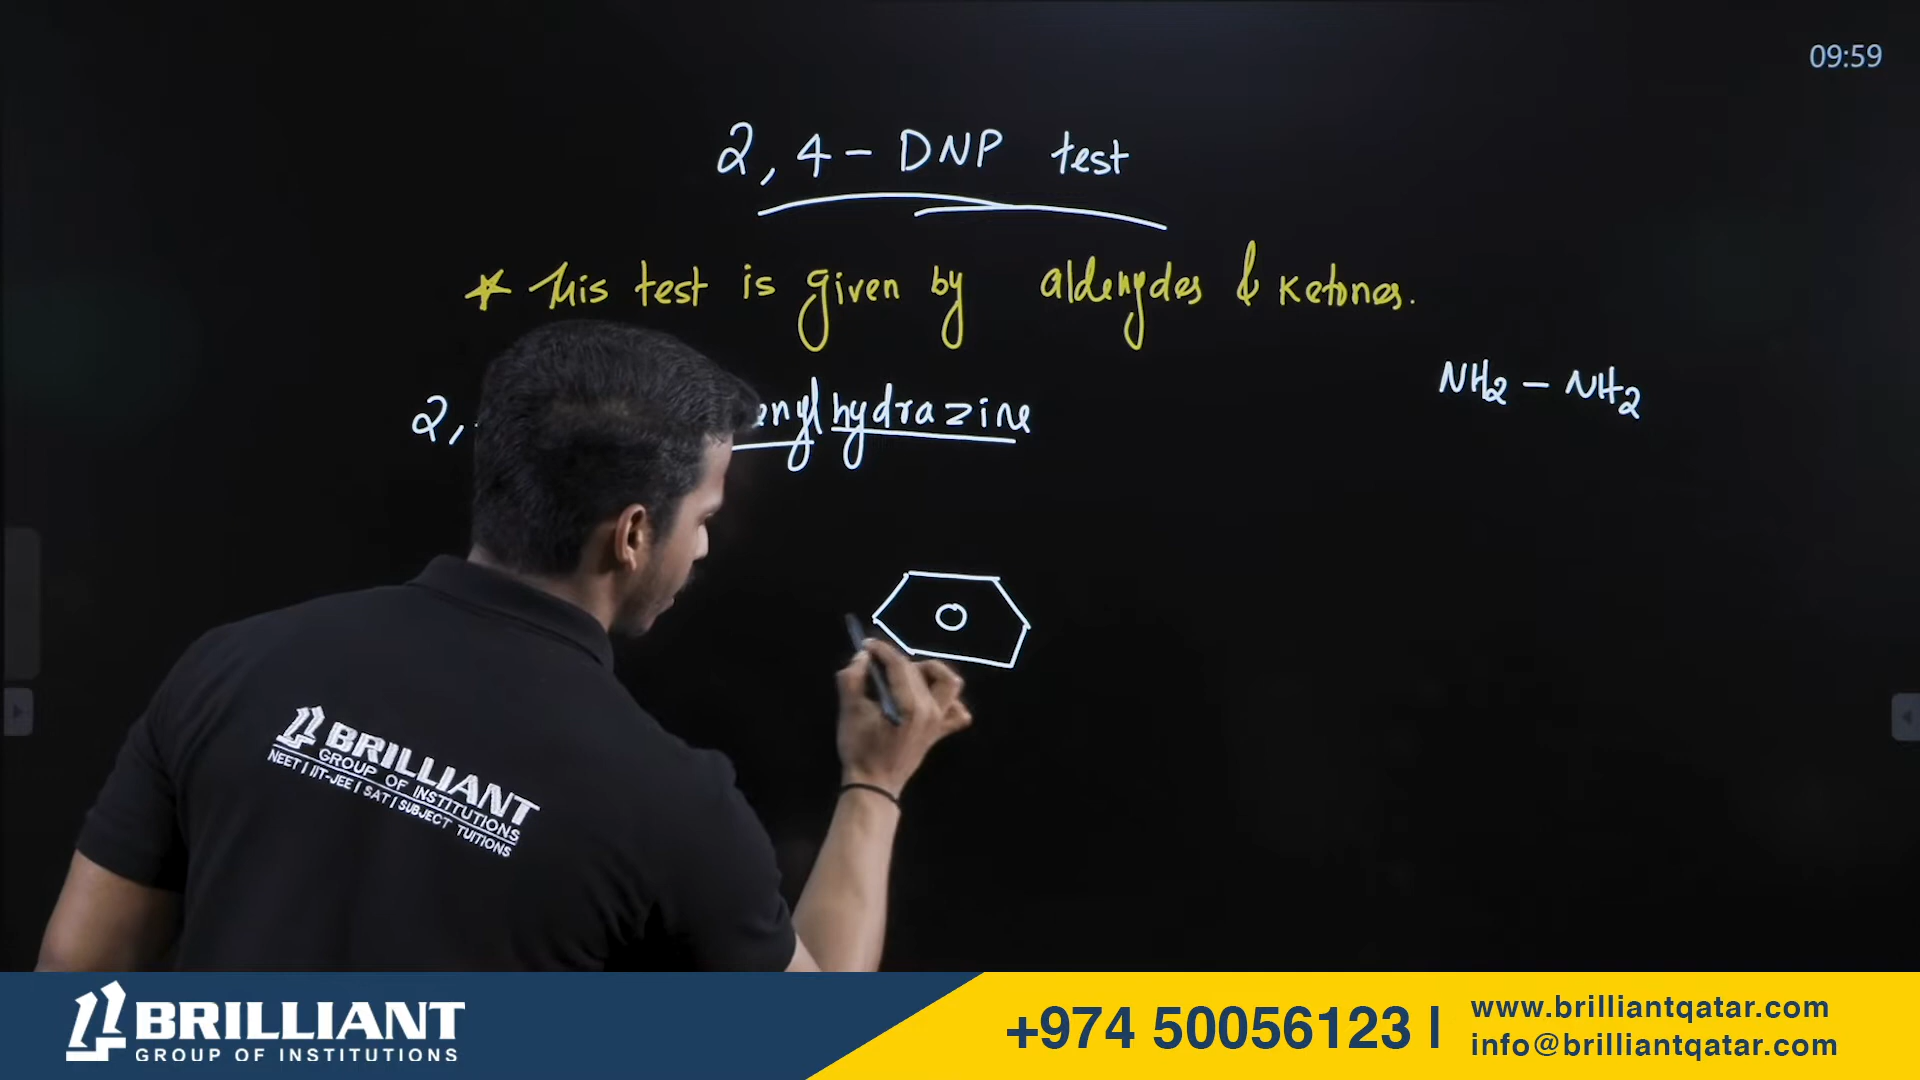 09:59
2,4- DNP test
* This test is given by aldehydes & Ketones.
NH2 - NH2
2, enyl hydrazine
BRILLIANT
GROUP OF INSTITUTIONS
NEET | IIT-JEE | SAT | SUBJECT TUITIONS
BRILLIANT
GROUP OF INSTITUTIONS
+974 50056123 |
www.brilliantqatar.com
info@brilliantqatar.com